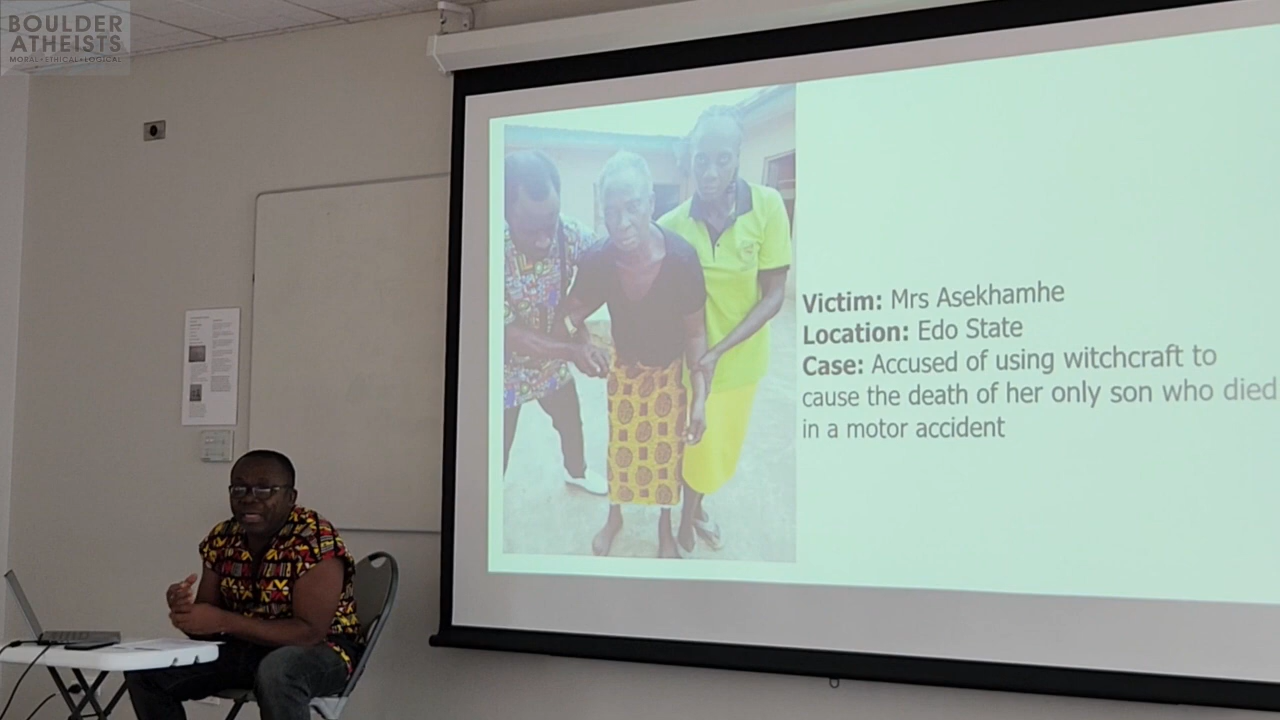 BOULDER
ATHEISTS
MORAL•ETHICAL•LOGICAL
Victim: Mrs Asekhamhe
Location: Edo State
Case: Accused of using witchcraft to
cause the death of her only son who died
in a motor accident